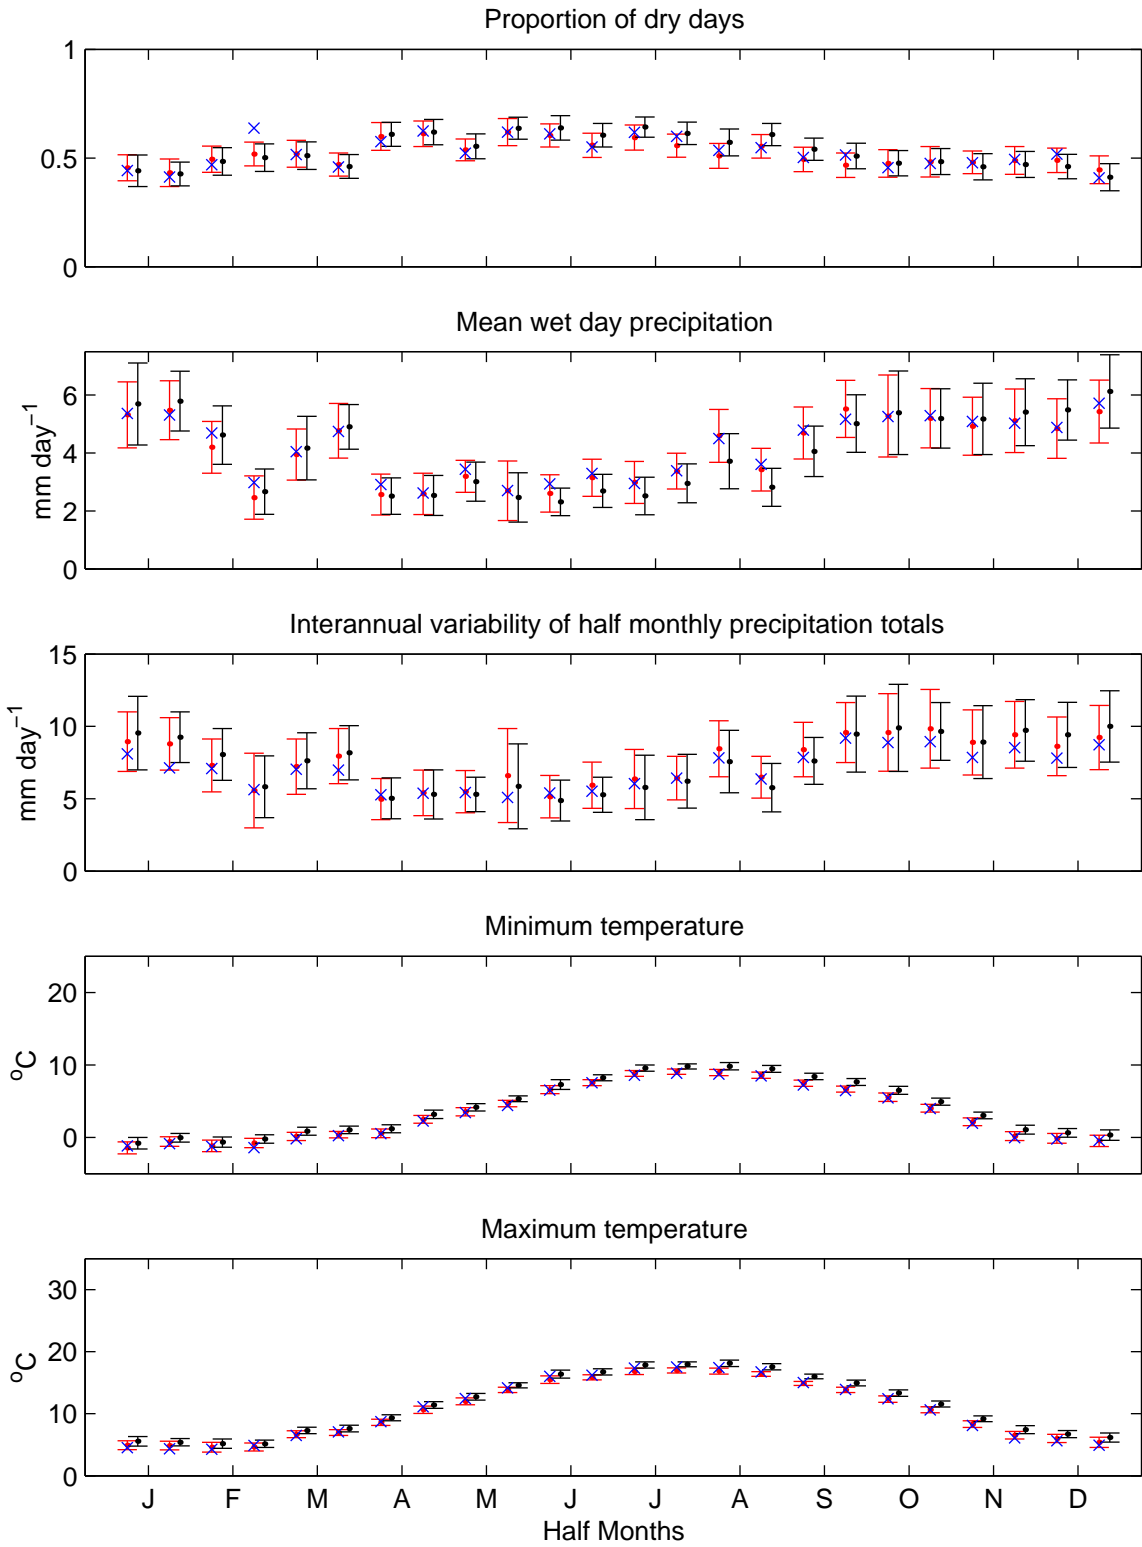 Proportion of dry days
1
0.5
0
Mean wet day precipitation
6
4
2
0
mm day⁻¹
Interannual variability of half monthly precipitation totals
15
10
5
0
mm day⁻¹
Minimum temperature
20
10
0
ºC
Maximum temperature
30
20
10
0
ºC
J F M A M J J A S O N D
Half Months